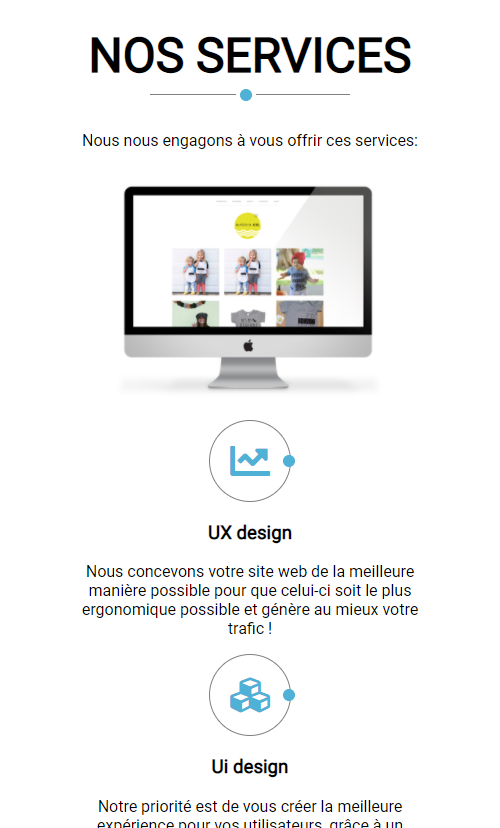 NOS SERVICES
Nous nous engagons à vous offrir ces services:
UX design
Nous concevons votre site web de la meilleure
manière possible pour que celui-ci soit le plus
ergonomique possible et génère au mieux votre
trafic !
Ui design
Notre priorité est de vous créer la meilleure
expérience pour vos utilisateurs, grâce à un